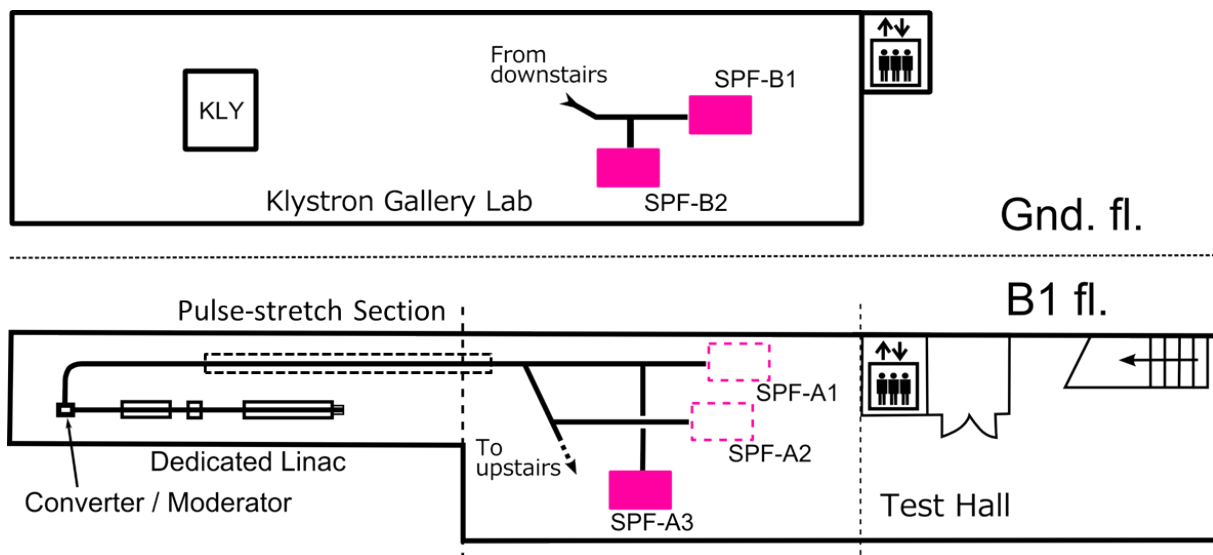 From
downstairs
SPF-B1
KLY
SPF-B2
Klystron Gallery Lab
Gnd. fl.
B1 fl.
Pulse-stretch Section
SPF-A1
SPF-A2
To
upstairs
Dedicated Linac
Converter / Moderator
SPF-A3
Test Hall